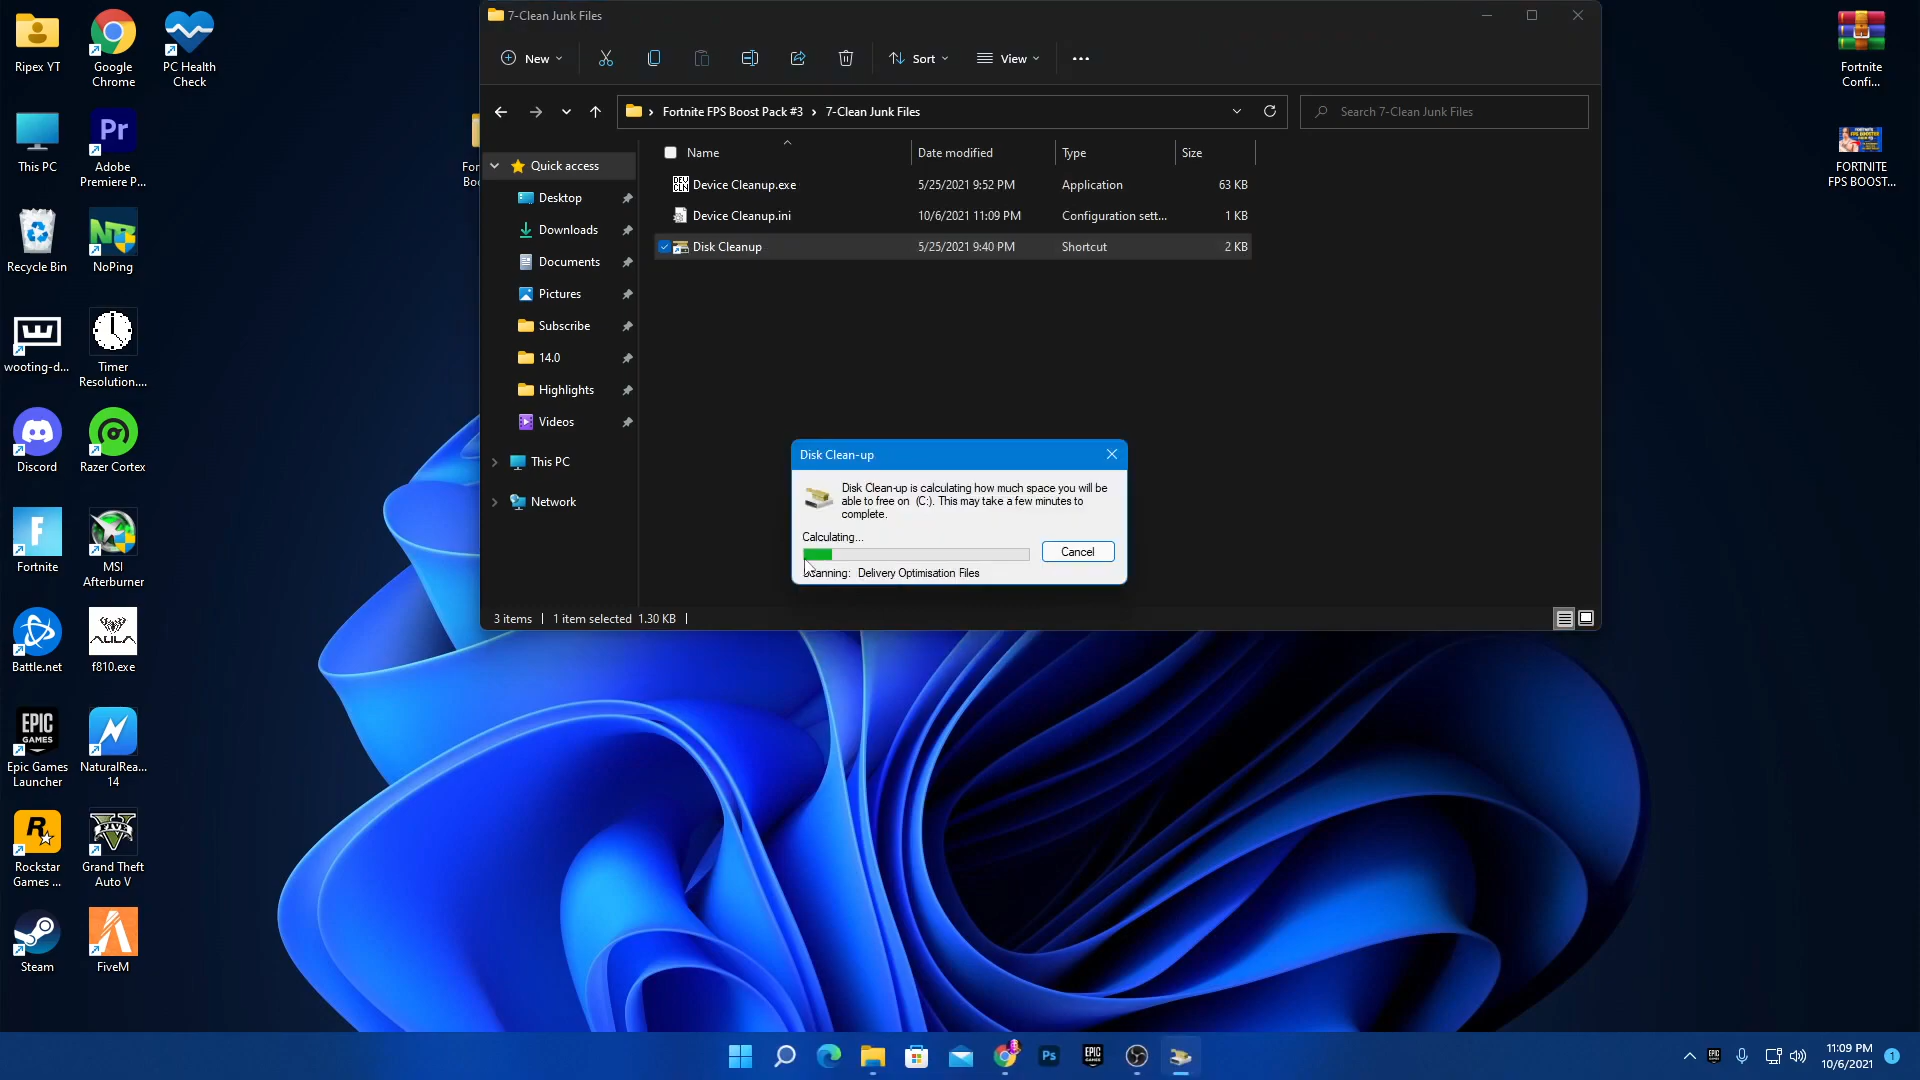 7-Clean Junk Files
New
Sort
View
Fortnite FPS Boost Pack #3
7-Clean Junk Files
Search 7-Clean Junk Files
Quick access
Desktop
Downloads
Documents
Pictures
Subscribe
14.0
Highlights
Videos
This PC
Network
Name
Date modified
Type
Size
Device Cleanup.exe
5/25/2021 9:52 PM
Application
63 KB
Device Cleanup.ini
10/6/2021 11:09 PM
Configuration sett...
1 KB
Disk Cleanup
5/25/2021 9:40 PM
Shortcut
2 KB
Disk Clean-up
Disk Clean-up is calculating how much space you will be
able to free on (C:). This may take a few minutes to
complete.
Calculating...
Cancel
Delivery Optimisation Files
3 items
1 item selected 1.30 KB
Ripex YT
Google
Chrome
PC Health
Check
This PC
Pr
Adobe
Premiere P...
Recycle Bin
NoPing
wooting-d...
Timer
Resolution....
Discord
Razer Cortex
Fortnite
MSI
Afterburner
Battle.net
AULA
f810.exe
EPIC
GAMES
Epic Games
Launcher
NaturalRea...
14
Rockstar
Games ...
FIVE
Grand Theft
Auto V
Steam
FiveM
Fortnite
Confi...
FORTNITE
FPS BOOST...
Ps
EPIC
11:09 PM
10/6/2021
1